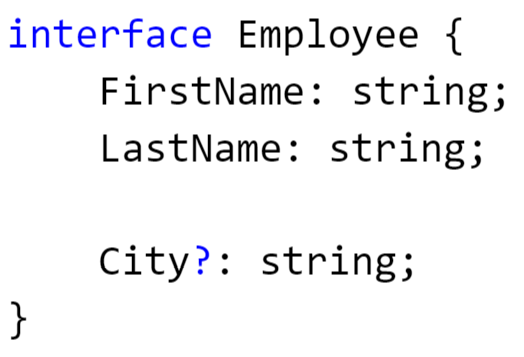 interface Employee {
    FirstName: string;
    LastName: string;

    City?: string;
}